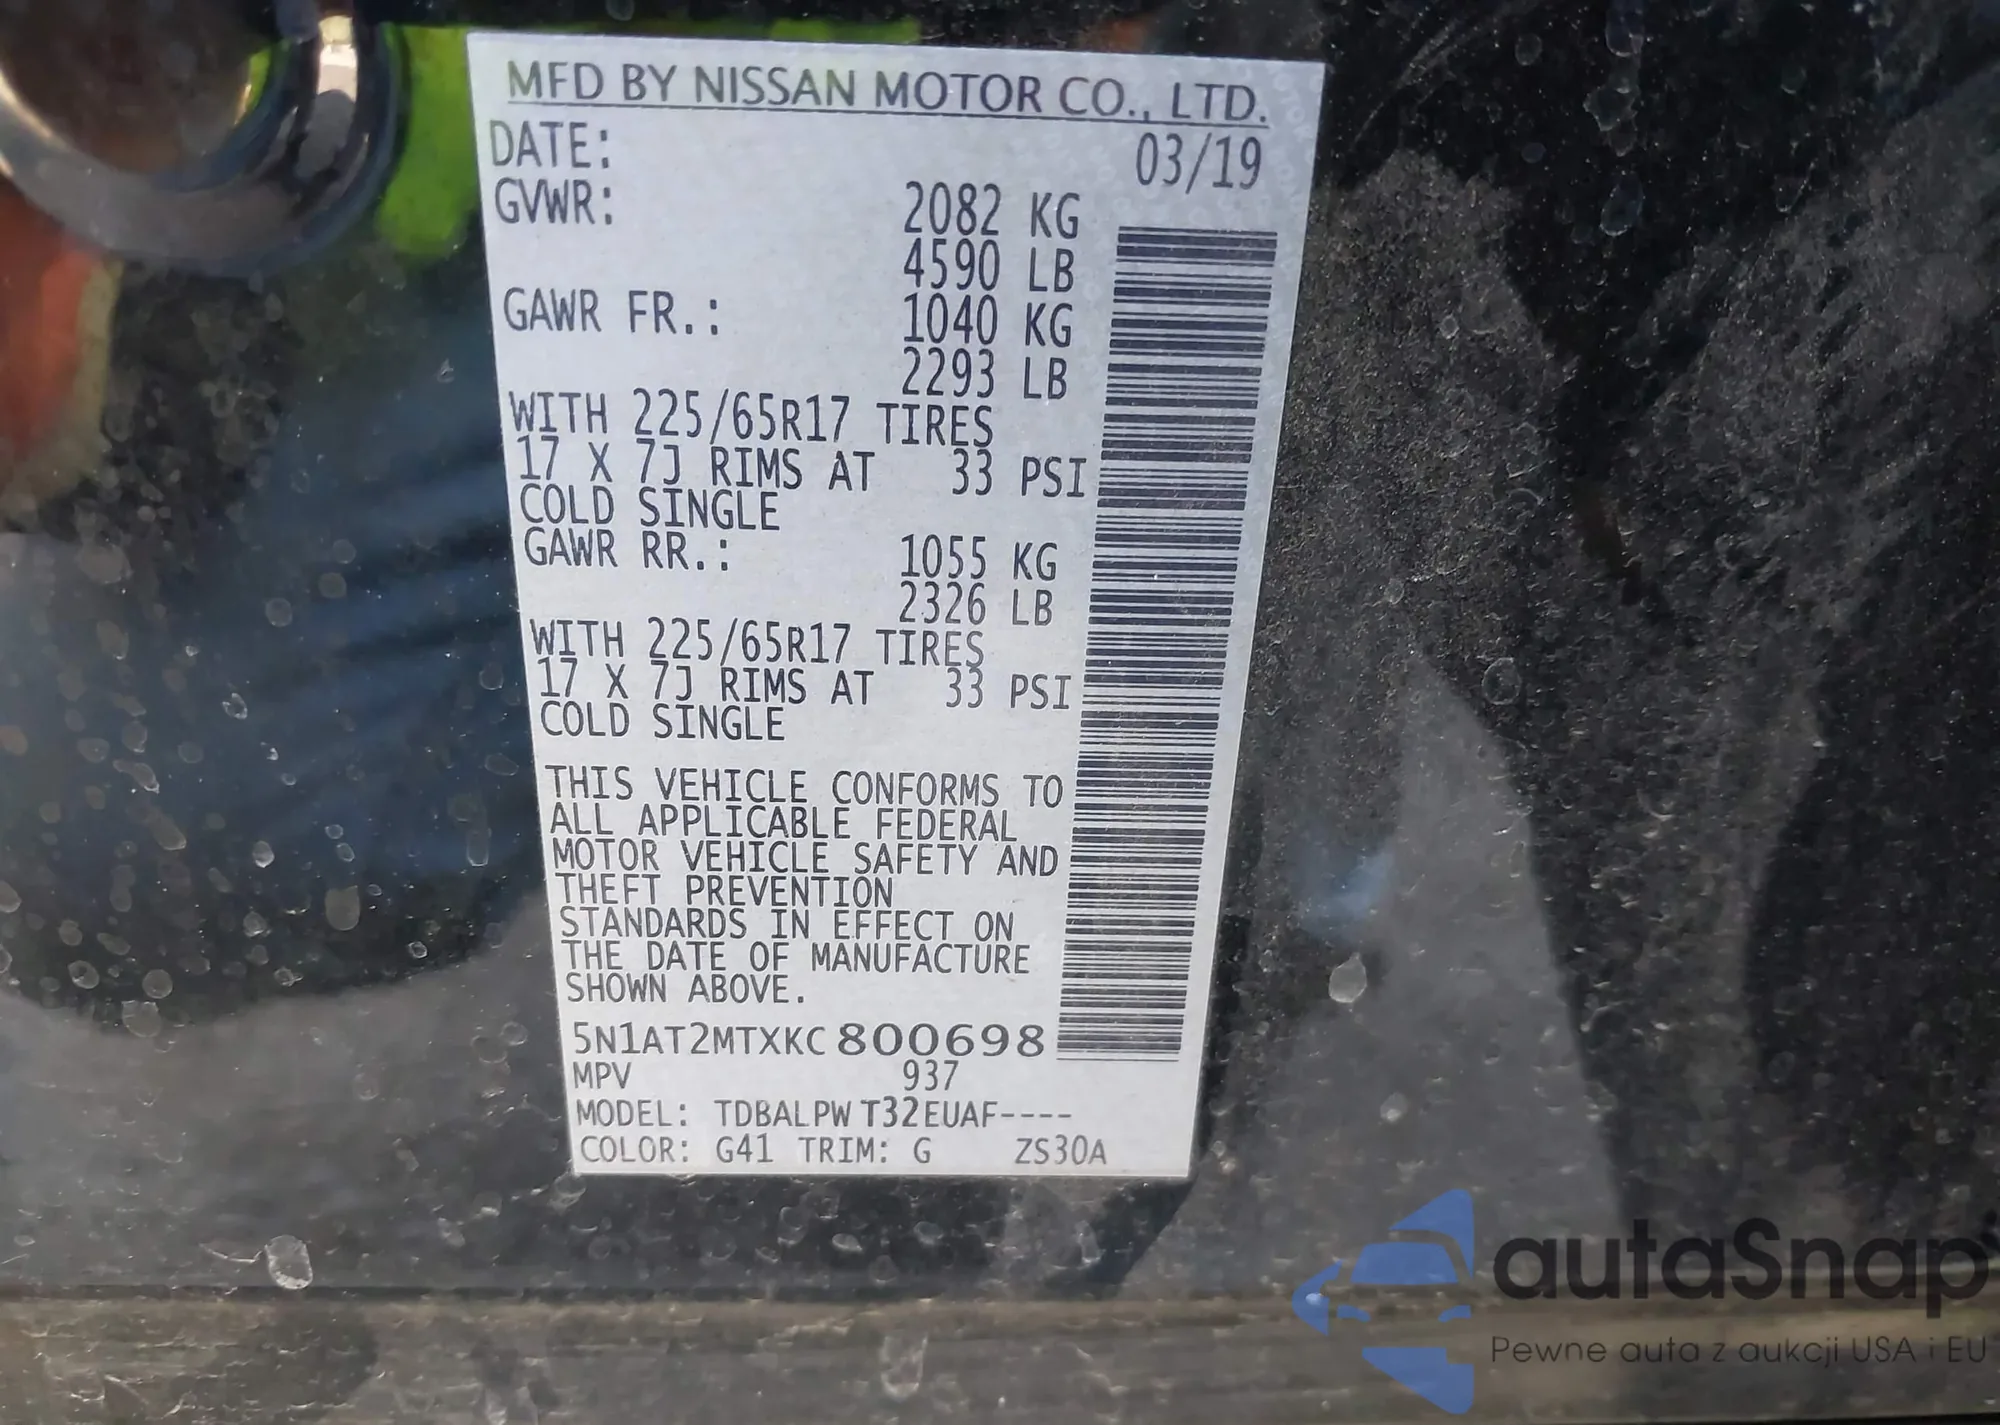 MFD BY NISSAN MOTOR CO., LTD.
DATE: 03/19
GVWR: 2082 KG
4590 LB
GAWR FR.: 1040 KG
2293 LB
WITH 225/65R17 TIRES
17 X 7J RIMS AT 33 PSI
COLD SINGLE
GAWR RR.: 1055 KG
2326 LB
WITH 225/65R17 TIRES
17 X 7J RIMS AT 33 PSI
COLD SINGLE
THIS VEHICLE CONFORMS TO
ALL APPLICABLE FEDERAL
MOTOR VEHICLE SAFETY AND
THEFT PREVENTION
STANDARDS IN EFFECT ON
THE DATE OF MANUFACTURE
SHOWN ABOVE.
5N1AT2MTXKC800698
MPV 937
MODEL: TDBALPW T32EUAF----
COLOR: G41 TRIM: G ZS30A
autaSnap
Pewne auta z aukcji USA i EU